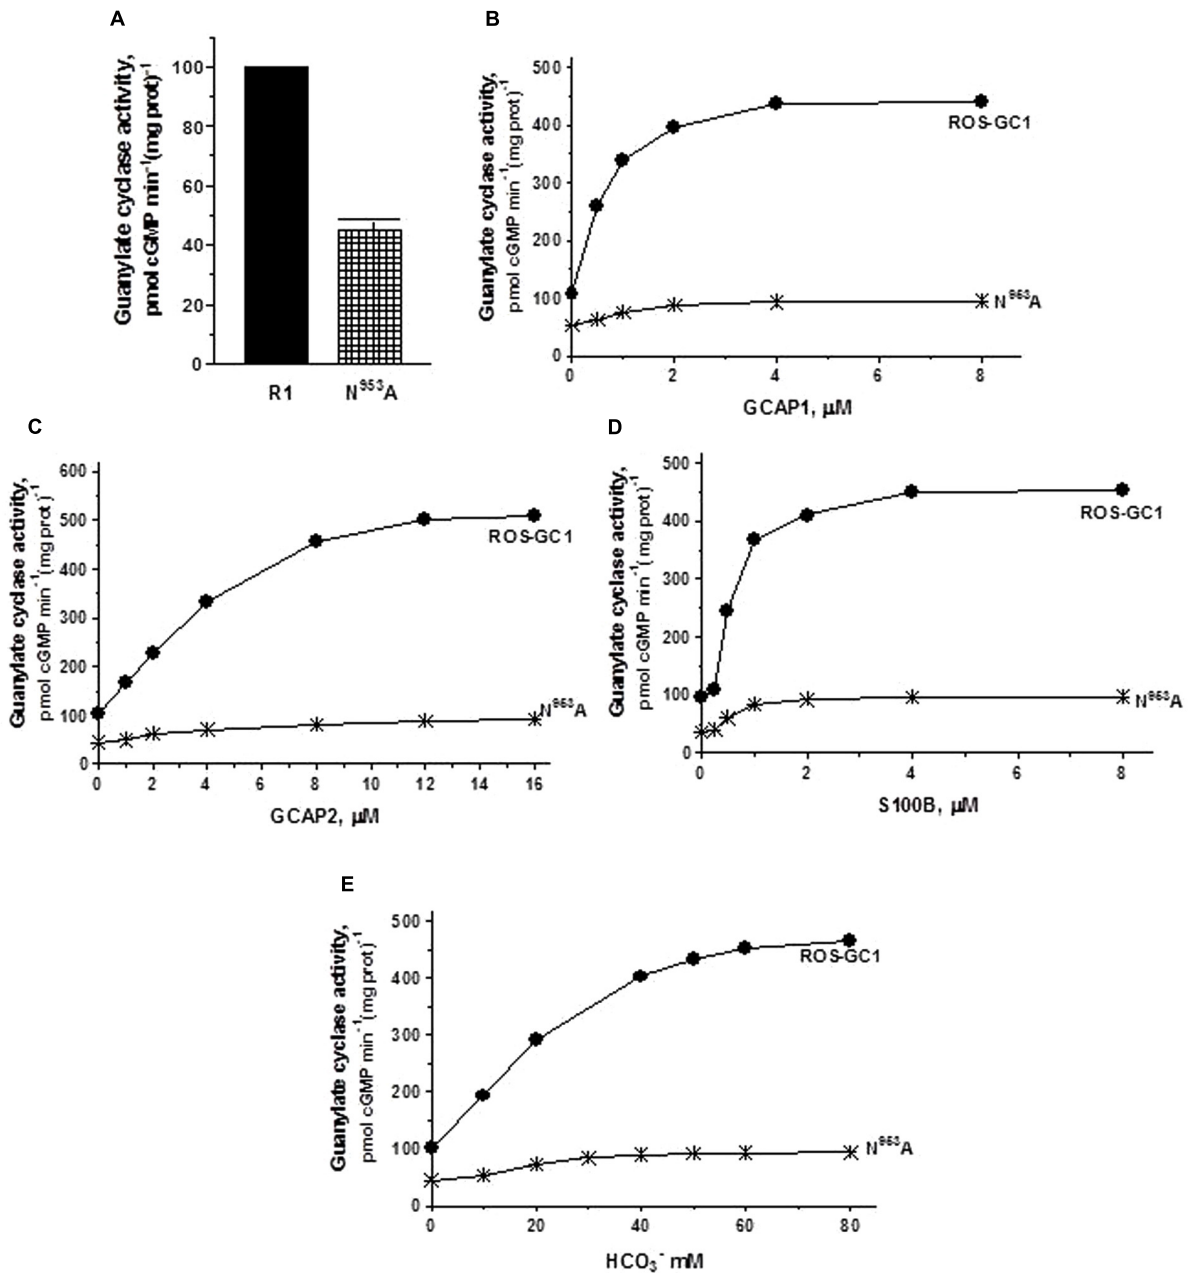 A
Guanylate cyclase activity,
pmol cGMP min⁻¹(mg prot)⁻¹
100
80
60
40
20
0
R1 N⁹⁵³A
B
Guanylate cyclase activity,
pmol cGMP min⁻¹(mg prot)⁻¹
500
400
300
200
100
0
ROS-GC1
N⁹⁵³A
0 2 4 6 8
GCAP1, μM
C
Guanylate cyclase activity,
pmol cGMP min⁻¹(mg prot)⁻¹
600
500
400
300
200
100
0
ROS-GC1
N⁹⁵³A
0 2 4 6 8 10 12 14 16
GCAP2, μM
D
Guanylate cyclase activity,
pmol cGMP min⁻¹(mg prot)⁻¹
500
400
300
200
100
0
ROS-GC1
N⁹⁵³A
0 2 4 6 8
S100B, μM
E
Guanylate cyclase activity,
pmol cGMP min⁻¹(mg prot)⁻¹
500
400
300
200
100
0
ROS-GC1
N⁹⁵³A
0 20 40 60 80
HCO₃⁻ mM